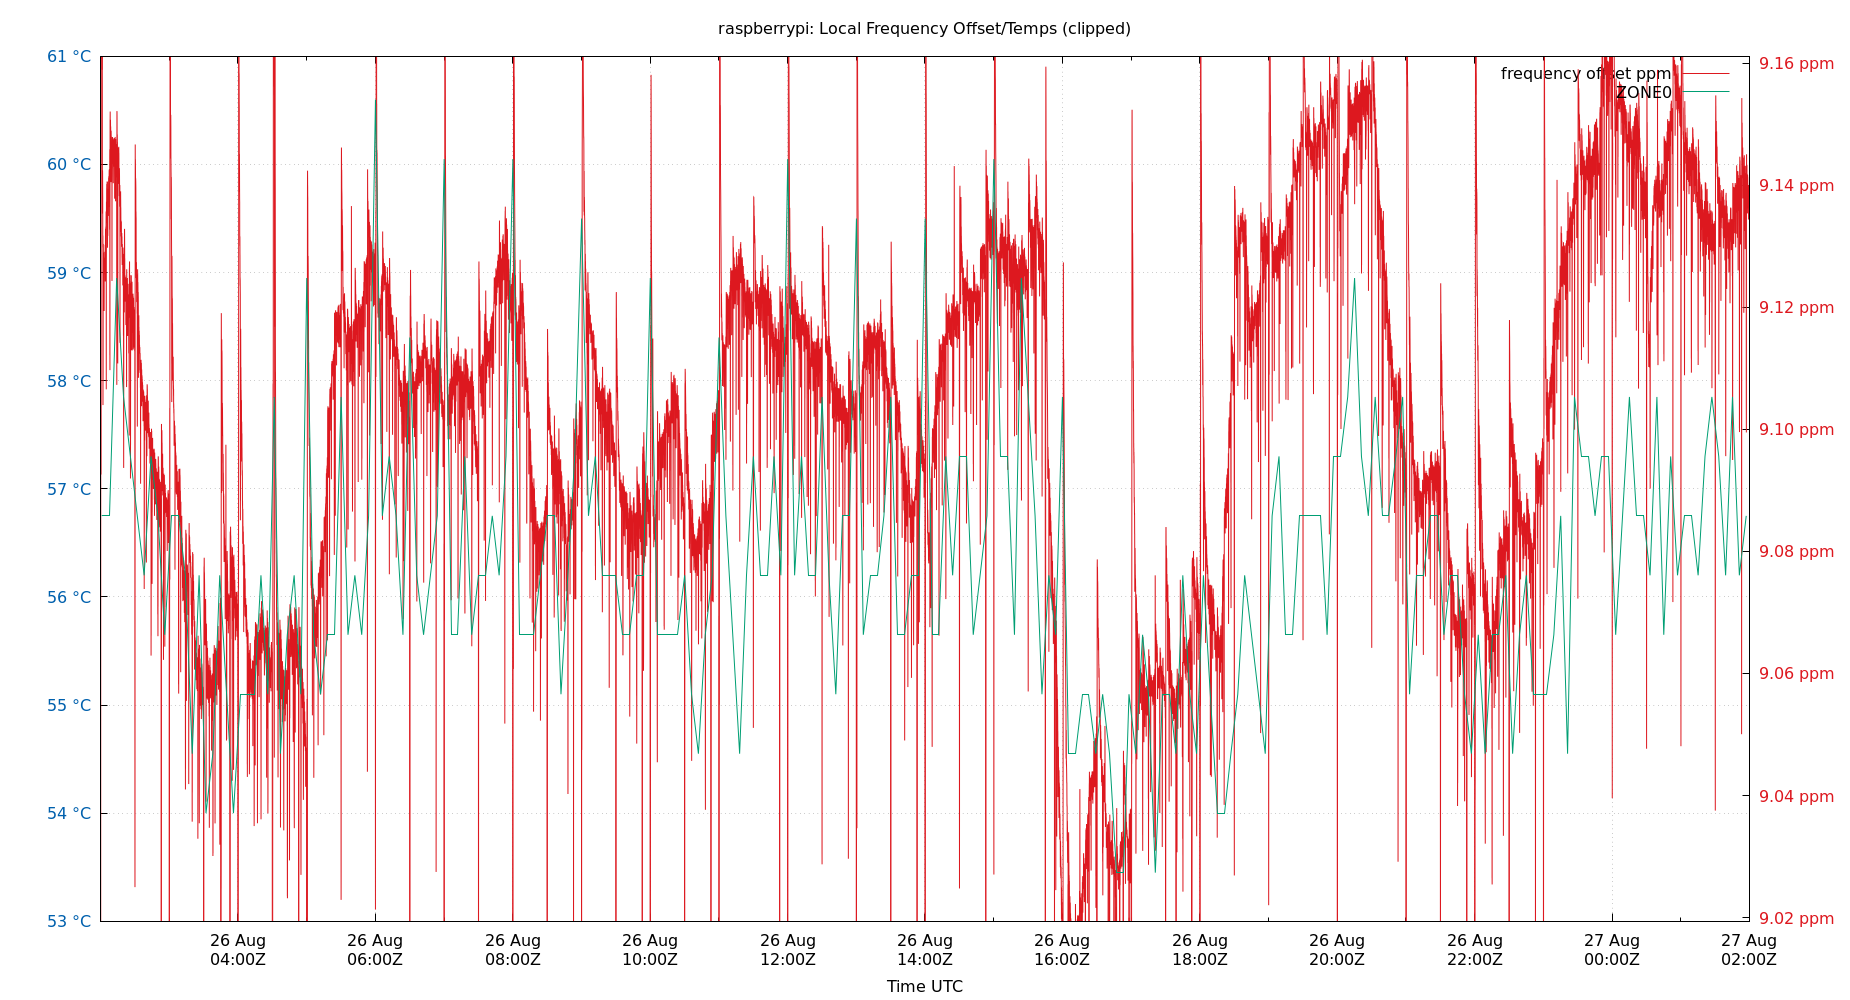 raspberrypi: Local Frequency Offset/Temps (clipped)
61 °C
60 °C
59 °C
58 °C
57 °C
56 °C
55 °C
54 °C
53 °C
9.16 ppm
9.14 ppm
9.12 ppm
9.10 ppm
9.08 ppm
9.06 ppm
9.04 ppm
9.02 ppm
frequency offset ppm
ZONE0
26 Aug 26 Aug 26 Aug 26 Aug 26 Aug 26 Aug 26 Aug 26 Aug 26 Aug 26 Aug 27 Aug 27 Aug
04:00Z 06:00Z 08:00Z 10:00Z 12:00Z 14:00Z 16:00Z 18:00Z 20:00Z 22:00Z 00:00Z 02:00Z
Time UTC